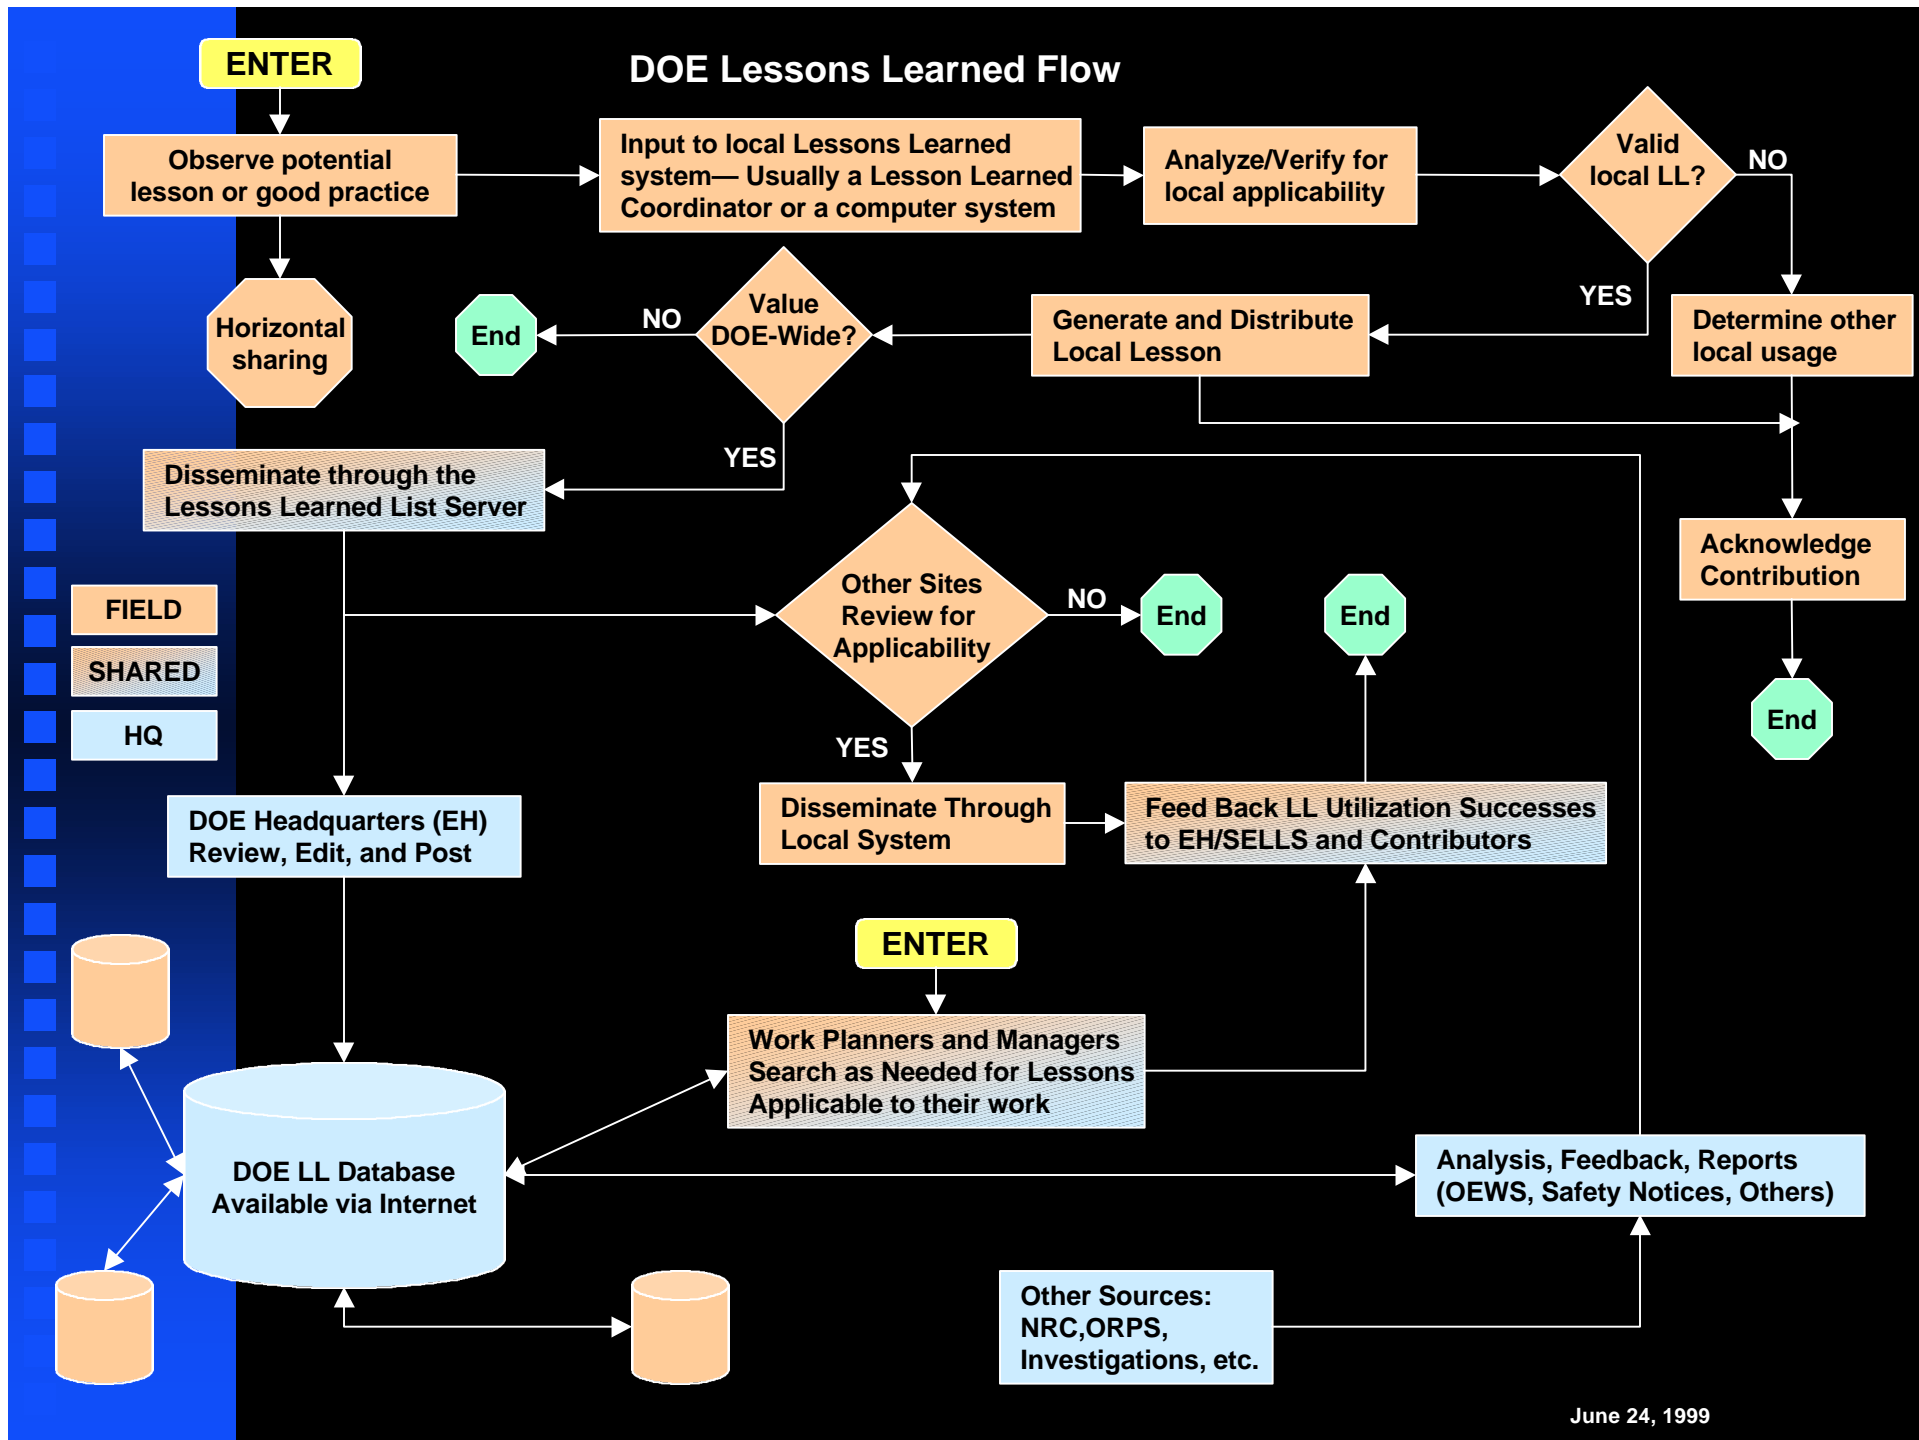 ENTER
DOE Lessons Learned Flow
Observe potential
lesson or good practice
Input to local Lessons Learned
system— Usually a Lesson Learned
Coordinator or a computer system
Analyze/Verify for
local applicability
Valid
local LL?
NO
YES
Horizontal
sharing
End
NO
Value
DOE-Wide?
YES
Generate and Distribute
Local Lesson
Determine other
local usage
Disseminate through the
Lessons Learned List Server
Acknowledge
Contribution
End
FIELD
SHARED
HQ
Other Sites
Review for
Applicability
NO
End
End
YES
DOE Headquarters (EH)
Review, Edit, and Post
Disseminate Through
Local System
Feed Back LL Utilization Successes
to EH/SELLS and Contributors
ENTER
Work Planners and Managers
Search as Needed for Lessons
Applicable to their work
DOE LL Database
Available via Internet
Analysis, Feedback, Reports
(OEWS, Safety Notices, Others)
Other Sources:
NRC,ORPS,
Investigations, etc.
June 24, 1999